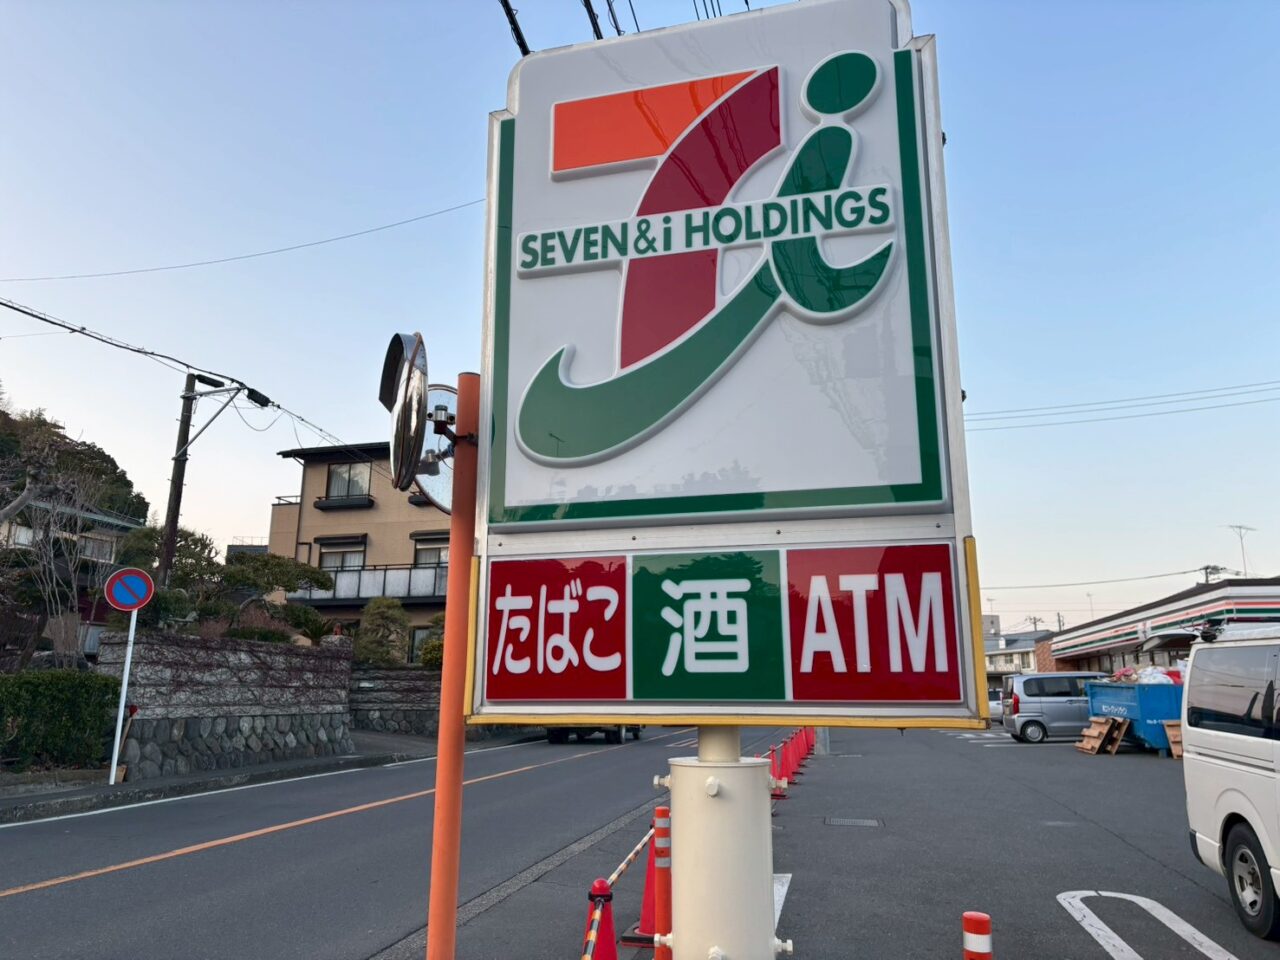 SEVEN&i HOLDINGS
たばこ 酒 ATM